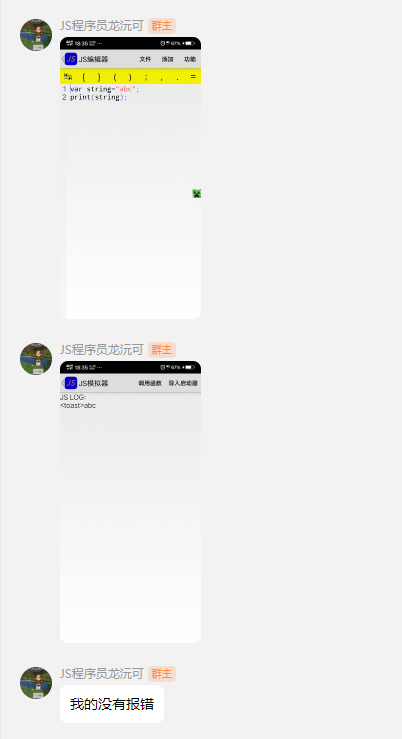 JS程序员龙沅可 群主
18:35 67%
JS JS编辑器 文件 添加 功能
{ } ( ) ; , . =
1 var string="abc";
2 print(string);
JS程序员龙沅可 群主
18:35 67%
JS JS模拟器 调用函数 导入启动器
JS LOG:
<toast>abc
JS程序员龙沅可 群主
我的没有报错